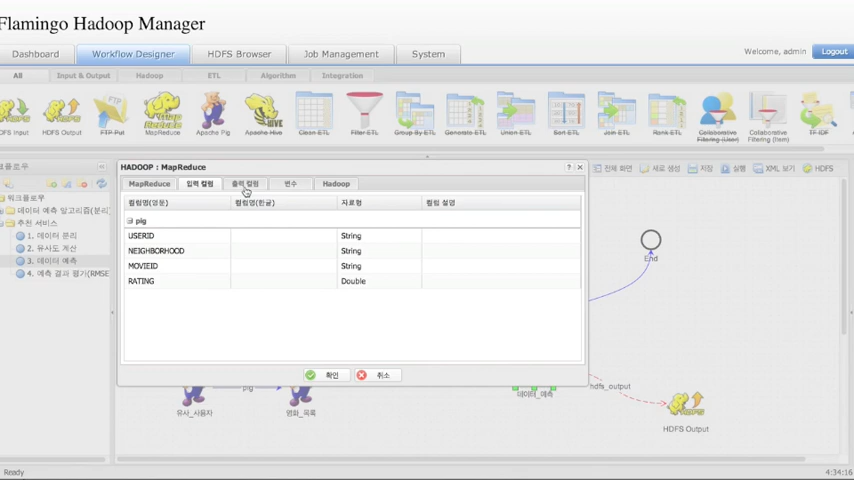 Flamingo Hadoop Manager
Dashboard
Workflow Designer
HDFS Browser
Job Management
System
Welcome, admin
Logout
All
Input & Output
Hadoop
ETL
Algorithm
Integration
HDFS Input
HDFS Output
FTP Put
MapReduce
Apache Pig
Apache Hive
Clean ETL
Filter ETL
Group By ETL
Generate ETL
Union ETL
Sort ETL
Join ETL
Rank ETL
Collaborative
Filtering (User)
Collaborative
Filtering (Item)
TF IDF
워크플로우
데이터 예측 알고리즘(분리
추천 서비스
1. 데이터 분리
2. 유사도 계산
3. 데이터 예측
4. 예측 결과 평가(RMSE
전체 화면
새로 생성
저장
실행
XML 보기
HDFS
HADOOP : MapReduce
MapReduce
입력 컬럼
출력 컬럼
변수
Hadoop
컬럼명(영문)
컬럼명(한글)
자료형
컬럼 설명
pig
USERID
String
NEIGHBORHOOD
String
MOVIEID
String
RATING
Double
확인
취소
End
유사_사용자
pig
영화_목록
데이터_예측
hdfs_output
HDFS Output
Ready
4:34:16